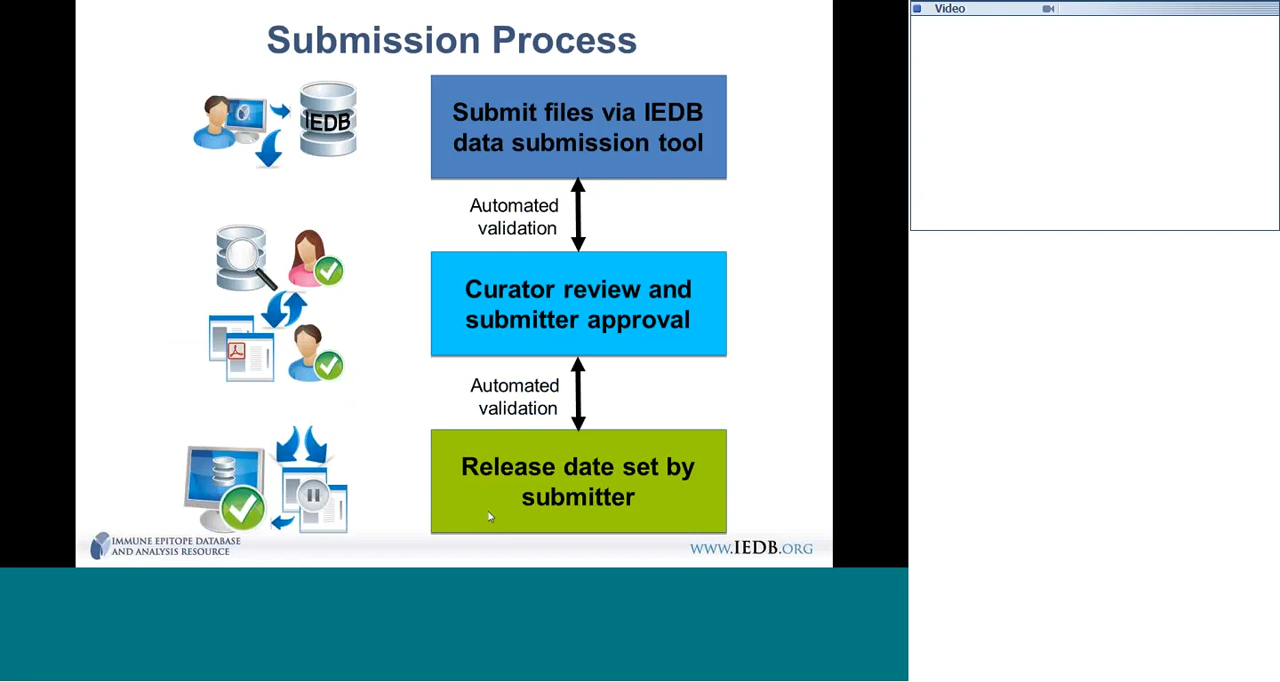 Video
Submission Process
IEDB
Submit files via IEDB
data submission tool
Automated
validation
Curator review and
submitter approval
Automated
validation
Release date set by
submitter
IMMUNE EPITOPE DATABASE
AND ANALYSIS RESOURCE
WWW.IEDB.ORG